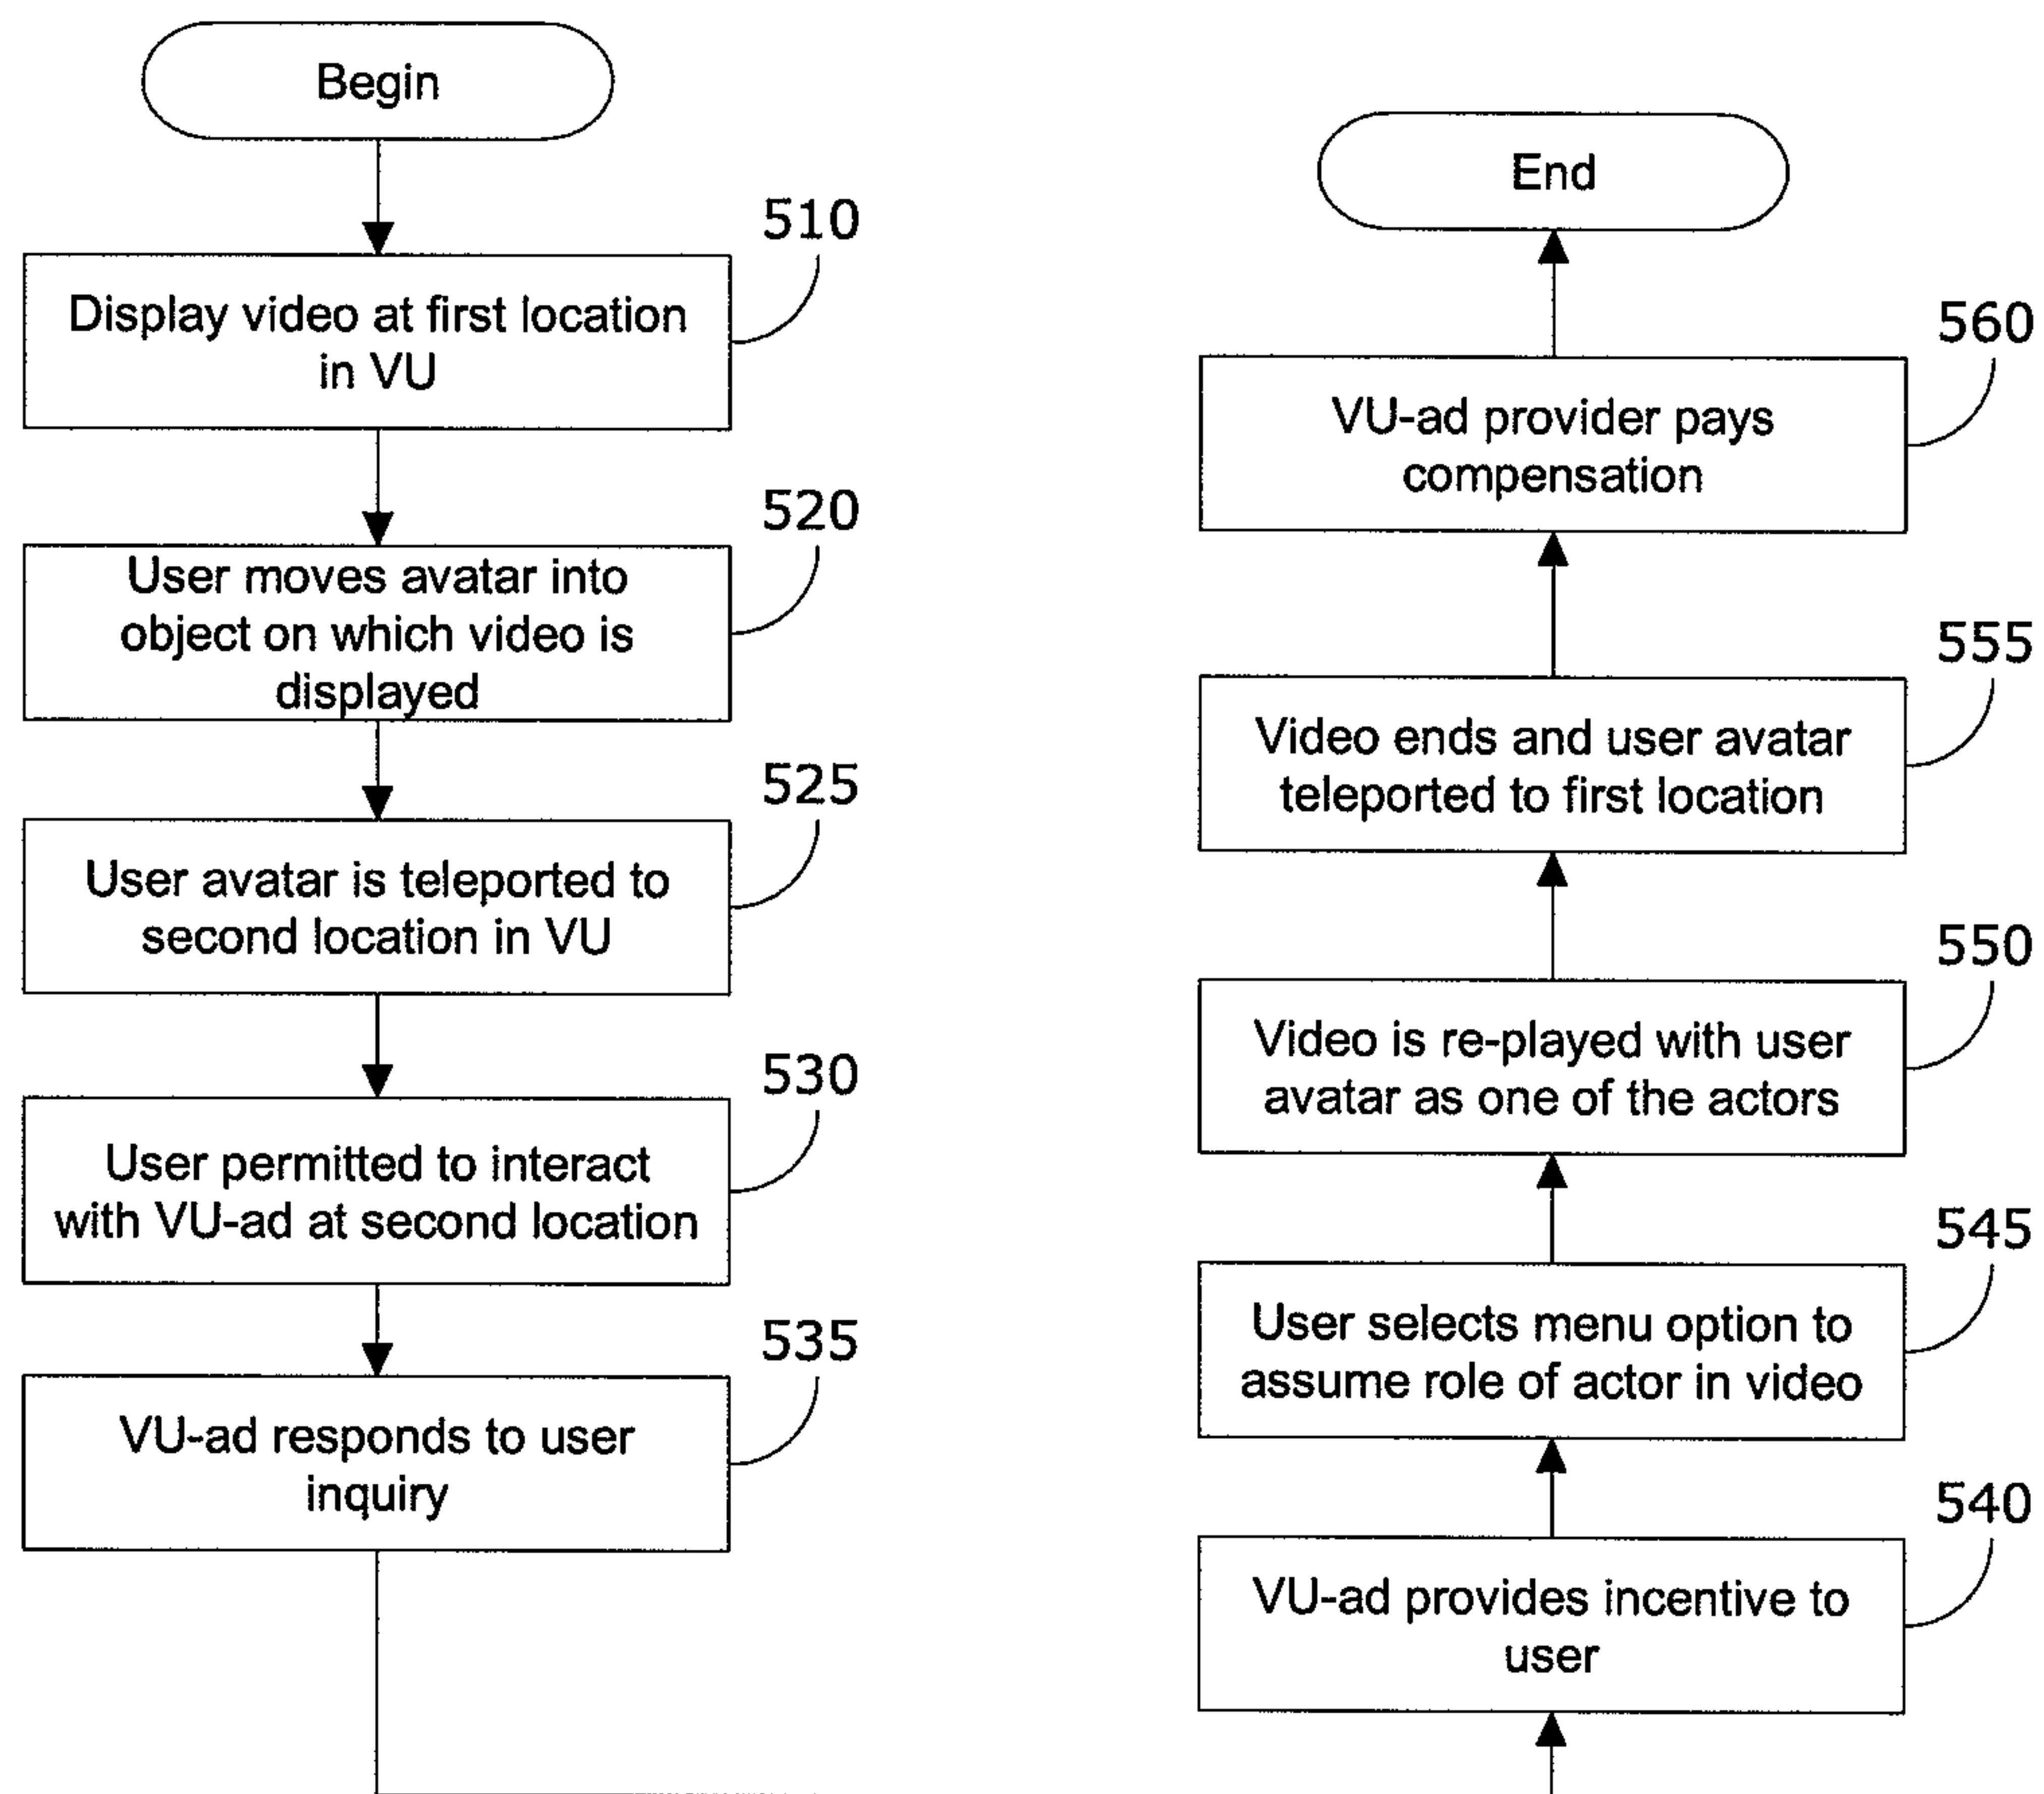 Begin
510
Display video at first location
in VU
520
User moves avatar into
object on which video is
displayed
525
User avatar is teleported to
second location in VU
530
User permitted to interact
with VU-ad at second location
535
VU-ad responds to user
inquiry
End
560
VU-ad provider pays
compensation
555
Video ends and user avatar
teleported to first location
550
Video is re-played with user
avatar as one of the actors
545
User selects menu option to
assume role of actor in video
540
VU-ad provides incentive to
user